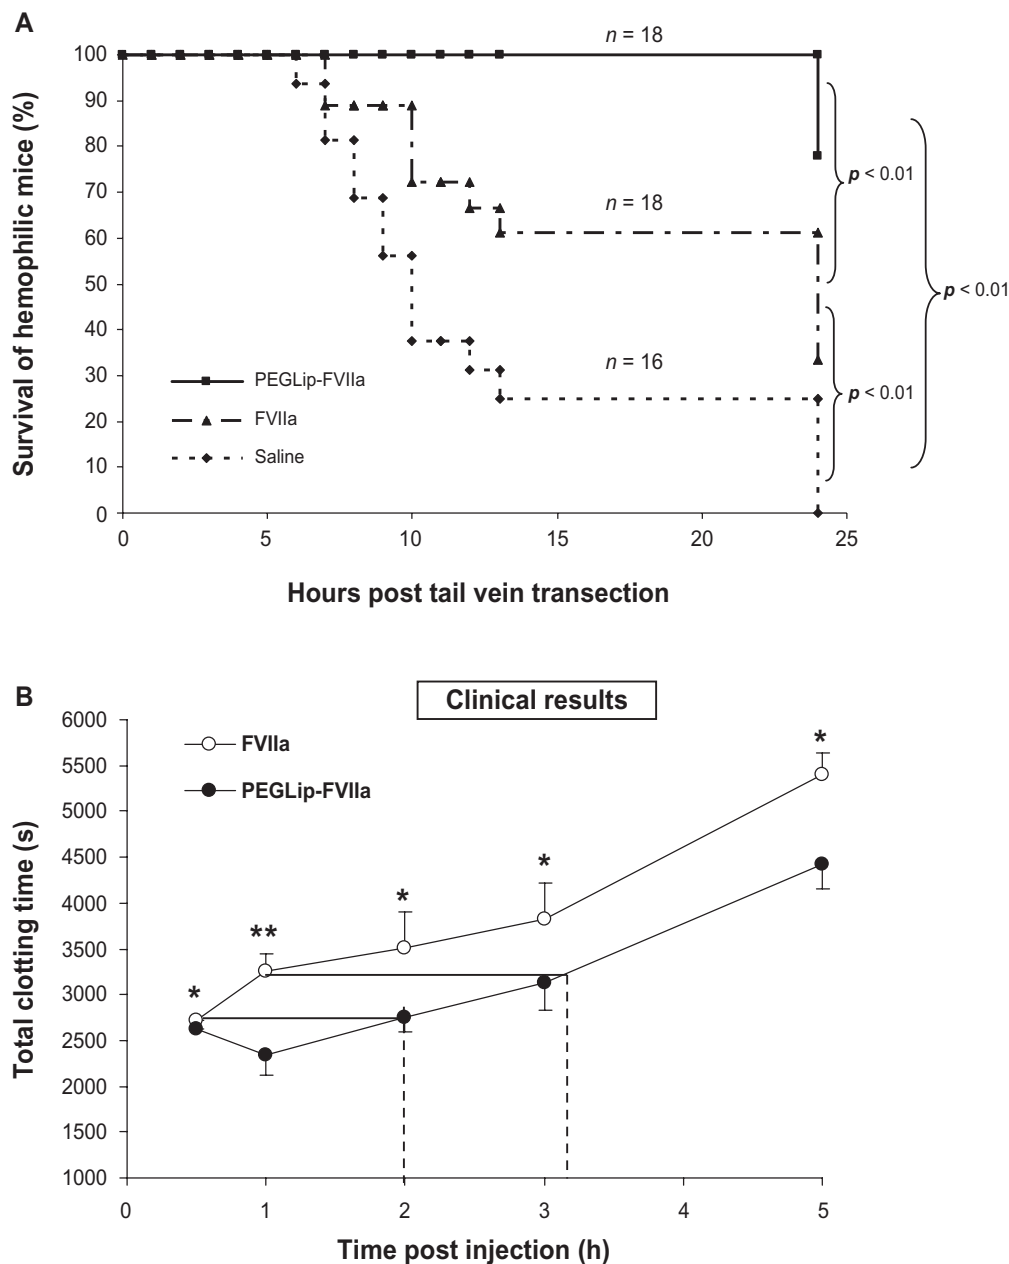 A
n = 18
100
90
80
70
60
50
40
30
20
10
0
Survival of hemophilic mice (%)
n = 18
n = 16
PEGLip-FVIIa
FVIIa
Saline
p < 0.01
p < 0.01
p < 0.01
0 5 10 15 20 25
Hours post tail vein transection
B
Clinical results
6000
5500
5000
4500
4000
3500
3000
2500
2000
1500
1000
Total clotting time (s)
FVIIa
PEGLip-FVIIa
*
**
*
*
*
0 1 2 3 4 5
Time post injection (h)